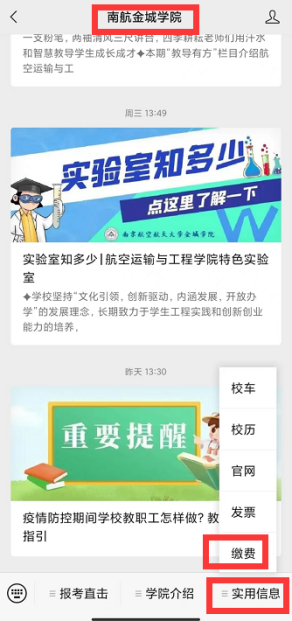 南航金城学院
一支粉笔，两袖清风三尺讲台，四季耕耘老师们用汗水
和智慧教导学生成长成才✦本期“教导有方”栏目介绍航
空运输与工
周三 13:49
实验室知多少
点这里了解一下
南京航空航天大学金城学院
实验室知多少|航空运输与工程学院特色实验
室
✦学校坚持“文化引领，创新驱动，内涵发展，开放办
学”的发展理念，长期致力于学生工程实践和创新创业
能力的培养，
昨天 13:30
重要提醒
疫情防控期间学校教职工怎样做? 教
指引
校车
校历
官网
发票
缴费
报考直击
学院介绍
实用信息